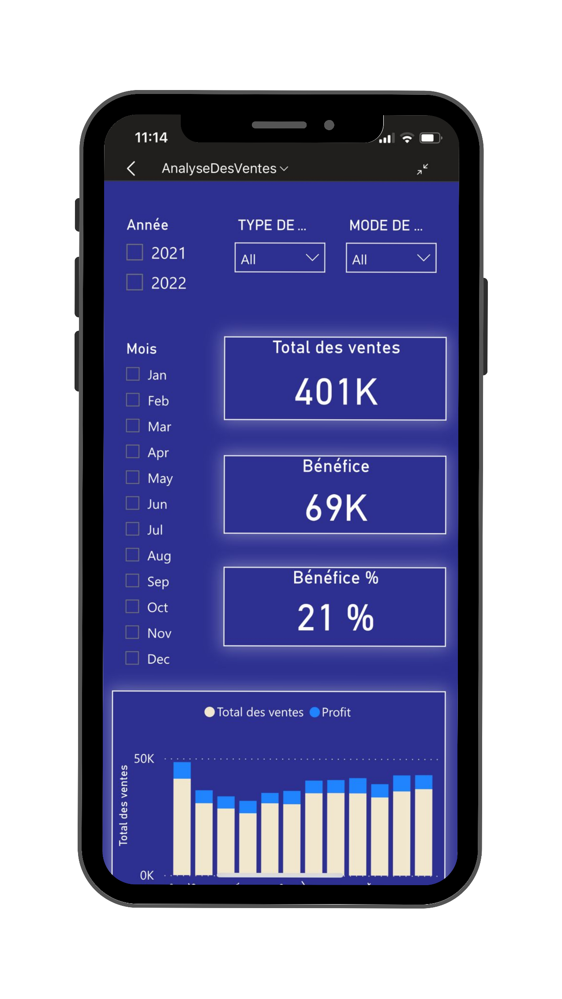 11:14
AnalyseDesVentes
Année
TYPE DE ...
MODE DE ...
2021
All
All
2022
Mois
Jan
Feb
Mar
Apr
May
Jun
Jul
Aug
Sep
Oct
Nov
Dec
Total des ventes
401K
Bénéfice
69K
Bénéfice %
21 %
Total des ventes
Profit
Total des ventes
50K
0K